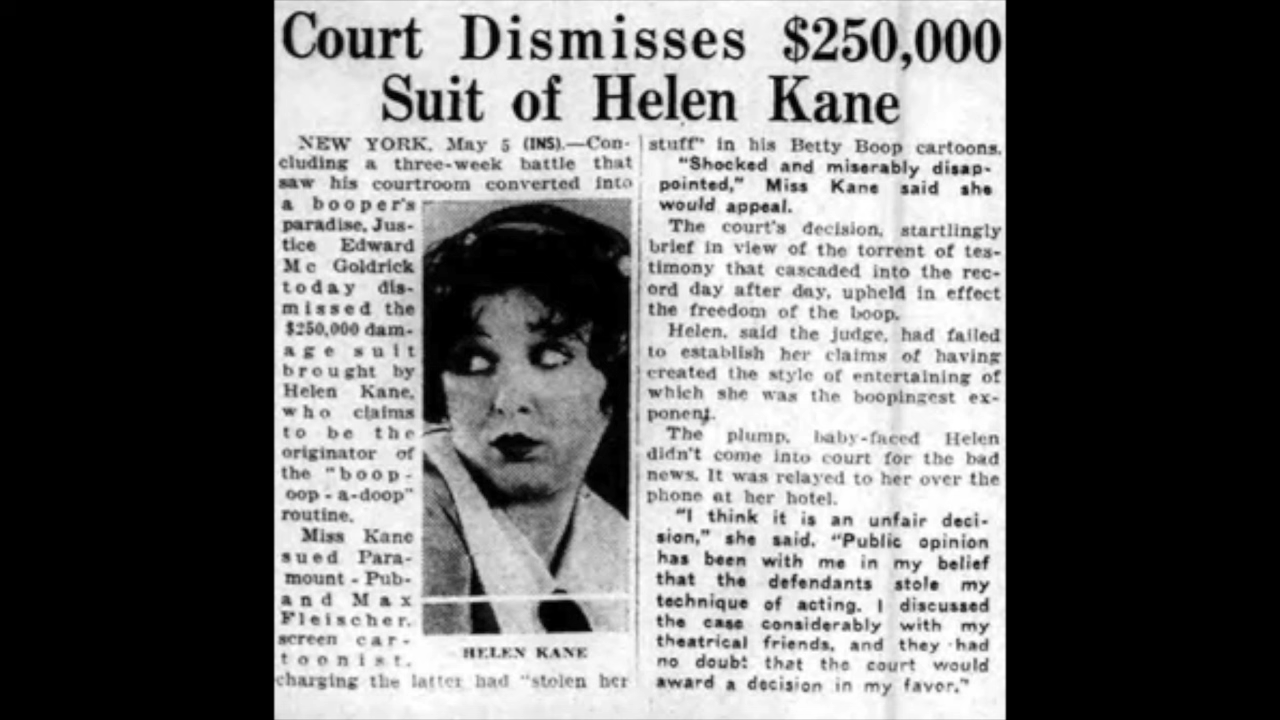 Court Dismisses $250,000
Suit of Helen Kane
NEW YORK, May 5 (INS).—Con-
cluding a three-week battle that
saw his courtroom converted into
a booper's
paradise, Jus-
tice Edward
Mc Goldrick
today dis-
missed the
$250,000 dam-
age suit
brought by
Helen Kane,
who claims
to be the
originator of
the "boop-
oop-a-doop"
routine.
Miss Kane
sued Para-
mount-Pub-
and Max
Fleischer,
screen car-
toonist,
charging the latter had "stolen her
HELEN KANE
stuff" in his Betty Boop cartoons.
"Shocked and miserably disap-
pointed," Miss Kane said she
would appeal.
The court's decision, startlingly
brief in view of the torrent of tes-
timony that cascaded into the rec-
ord day after day, upheld in effect
the freedom of the boop.
Helen, said the judge, had failed
to establish her claims of having
created the style of entertaining of
which she was the boopingest ex-
ponent.
The plump, baby-faced Helen
didn't come into court for the bad
news. It was relayed to her over the
phone at her hotel.
"I think it is an unfair deci-
sion," she said. "Public opinion
has been with me in my belief
that the defendants stole my
technique of acting. I discussed
the case considerably with my
theatrical friends, and they had
no doubt that the court would
award a decision in my favor."